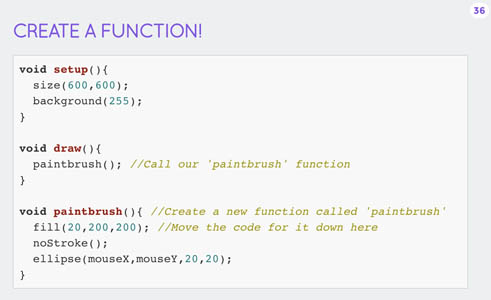 36
CREATE A FUNCTION!
void setup(){
  size(600,600);
  background(255);
}

void draw(){
  paintbrush(); //Call our 'paintbrush' function
}

void paintbrush(){ //Create a new function called 'paintbrush'
  fill(20,200,200); //Move the code for it down here
  noStroke();
  ellipse(mouseX,mouseY,20,20);
}